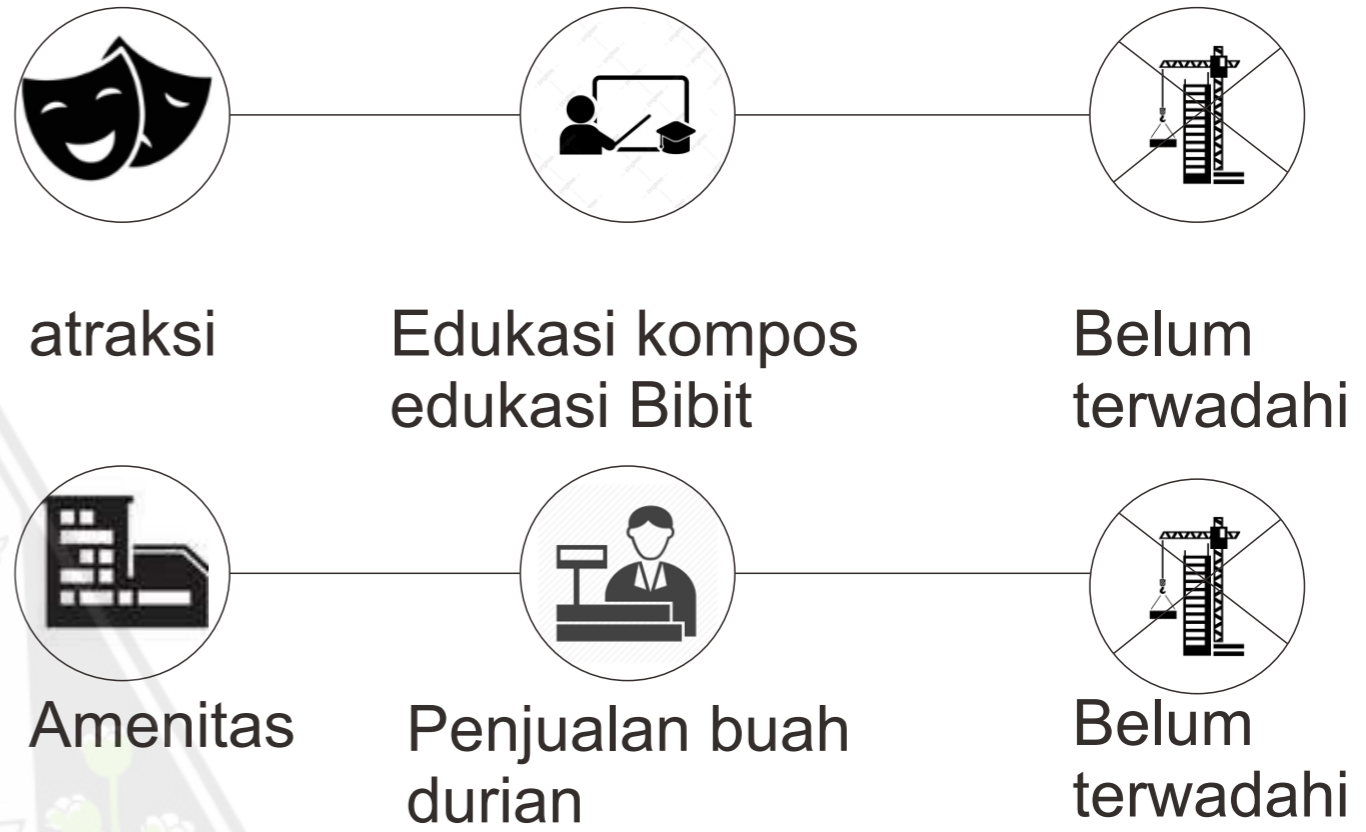 atraksi
Edukasi kompos
edukasi Bibit
Belum
terwadahi
Amenitas
Penjualan buah
durian
Belum
terwadahi